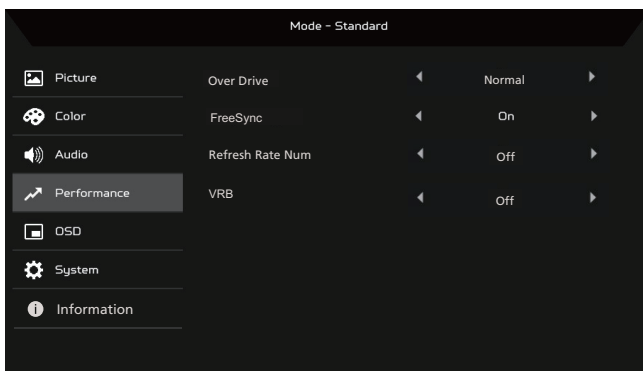 Mode - Standard
Picture
Color
Audio
Performance
OSD
System
Information
Over Drive Normal
FreeSync On
Refresh Rate Num Off
VRB Off